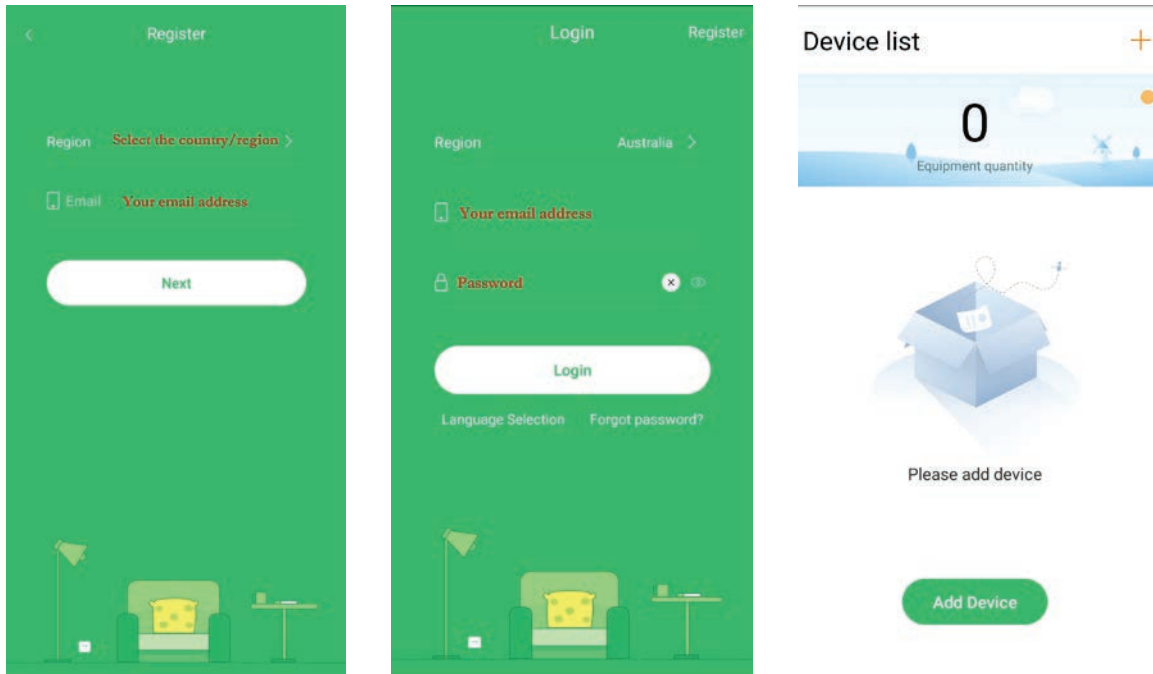 Register
Region Select the country/region
Email Your email address
Next
Login Register
Region Australia
Your email address
Password
Login
Language Selection Forgot password?
Device list
0
Equipment quantity
Please add device
Add Device